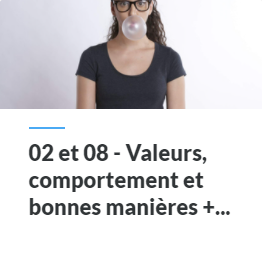 02 et 08 - Valeurs,
comportement et
bonnes manières +...